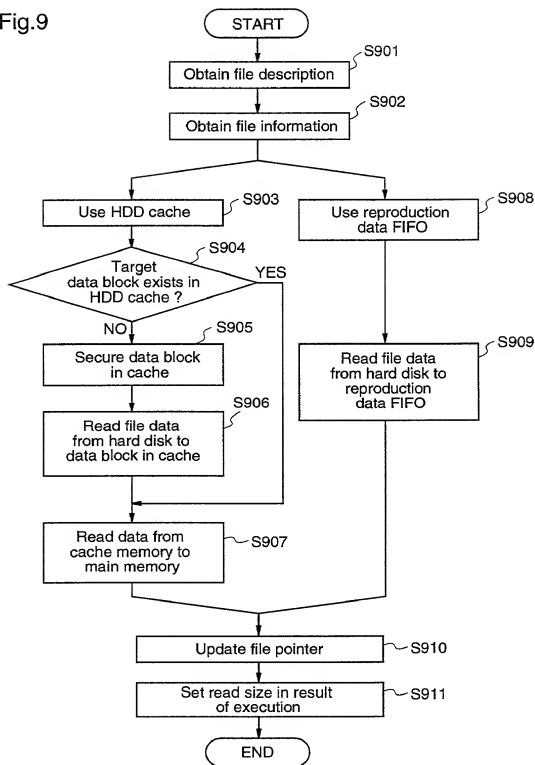 Fig.9
START
S901
Obtain file description
S902
Obtain file information
S903
Use HDD cache
S904
Target
data block exists in
HDD cache ?
YES
NO
S905
Secure data block
in cache
S906
Read file data
from hard disk to
data block in cache
Read data from
cache memory to
main memory
S907
S908
Use reproduction
data FIFO
S909
Read file data
from hard disk to
reproduction
data FIFO
Update file pointer
S910
Set read size in result
of execution
S911
END